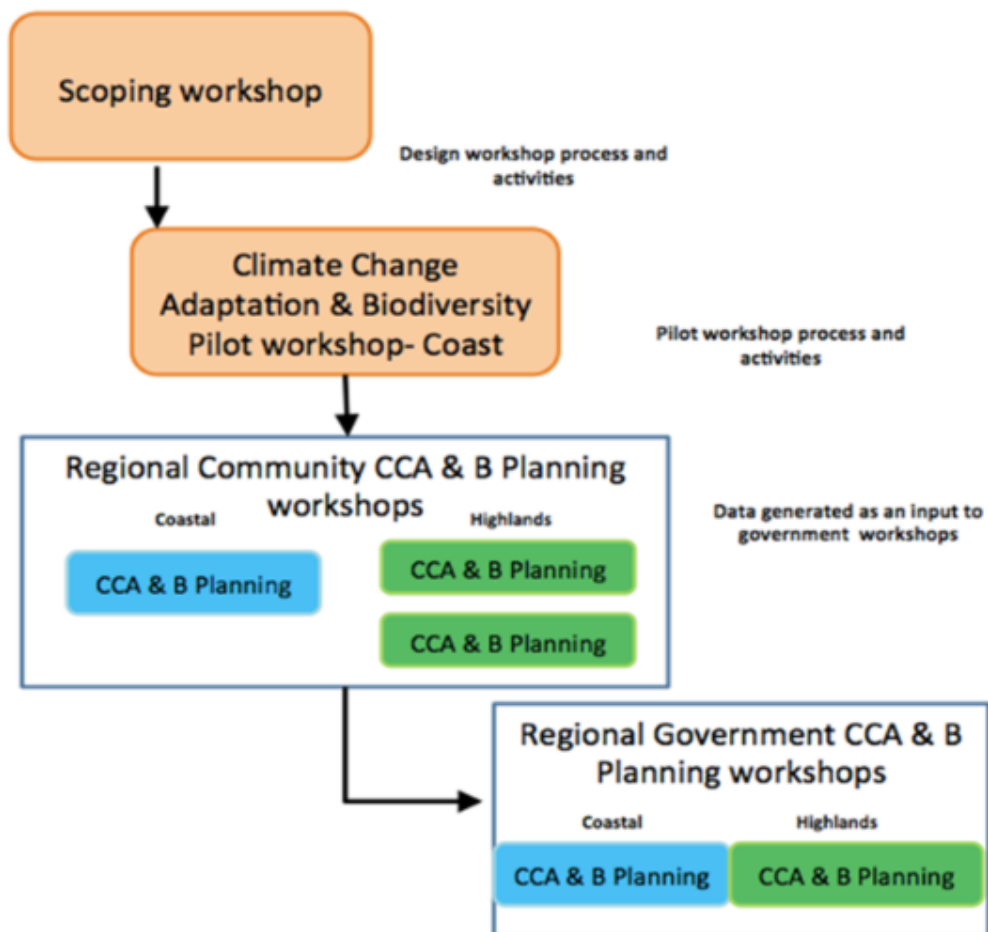 Scoping workshop
Design workshop process and
activities
Climate Change
Adaptation & Biodiversity
Pilot workshop- Coast
Pilot workshop process and
activities
Regional Community CCA & B Planning
workshops
Coastal
Highlands
CCA & B Planning
CCA & B Planning
CCA & B Planning
Data generated as an input to
government workshops
Regional Government CCA & B
Planning workshops
Coastal
Highlands
CCA & B Planning
CCA & B Planning